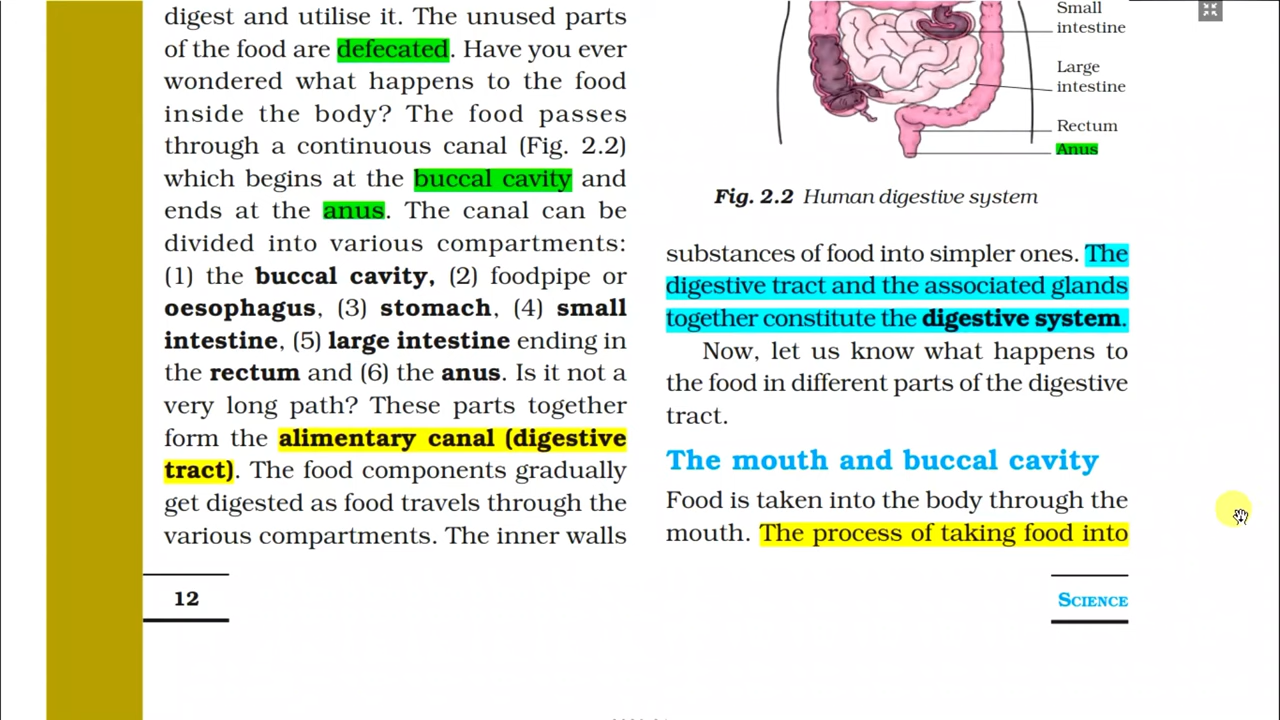 digest and utilise it. The unused parts
of the food are defecated. Have you ever
wondered what happens to the food
inside the body? The food passes
through a continuous canal (Fig. 2.2)
which begins at the buccal cavity and
ends at the anus. The canal can be
divided into various compartments:
(1) the buccal cavity, (2) foodpipe or
oesophagus, (3) stomach, (4) small
intestine, (5) large intestine ending in
the rectum and (6) the anus. Is it not a
very long path? These parts together
form the alimentary canal (digestive
tract). The food components gradually
get digested as food travels through the
various compartments. The inner walls
12
Small
intestine
Large
intestine
Rectum
Anus
Fig. 2.2 Human digestive system
substances of food into simpler ones. The
digestive tract and the associated glands
together constitute the digestive system.
Now, let us know what happens to
the food in different parts of the digestive
tract.
The mouth and buccal cavity
Food is taken into the body through the
mouth. The process of taking food into
SCIENCE